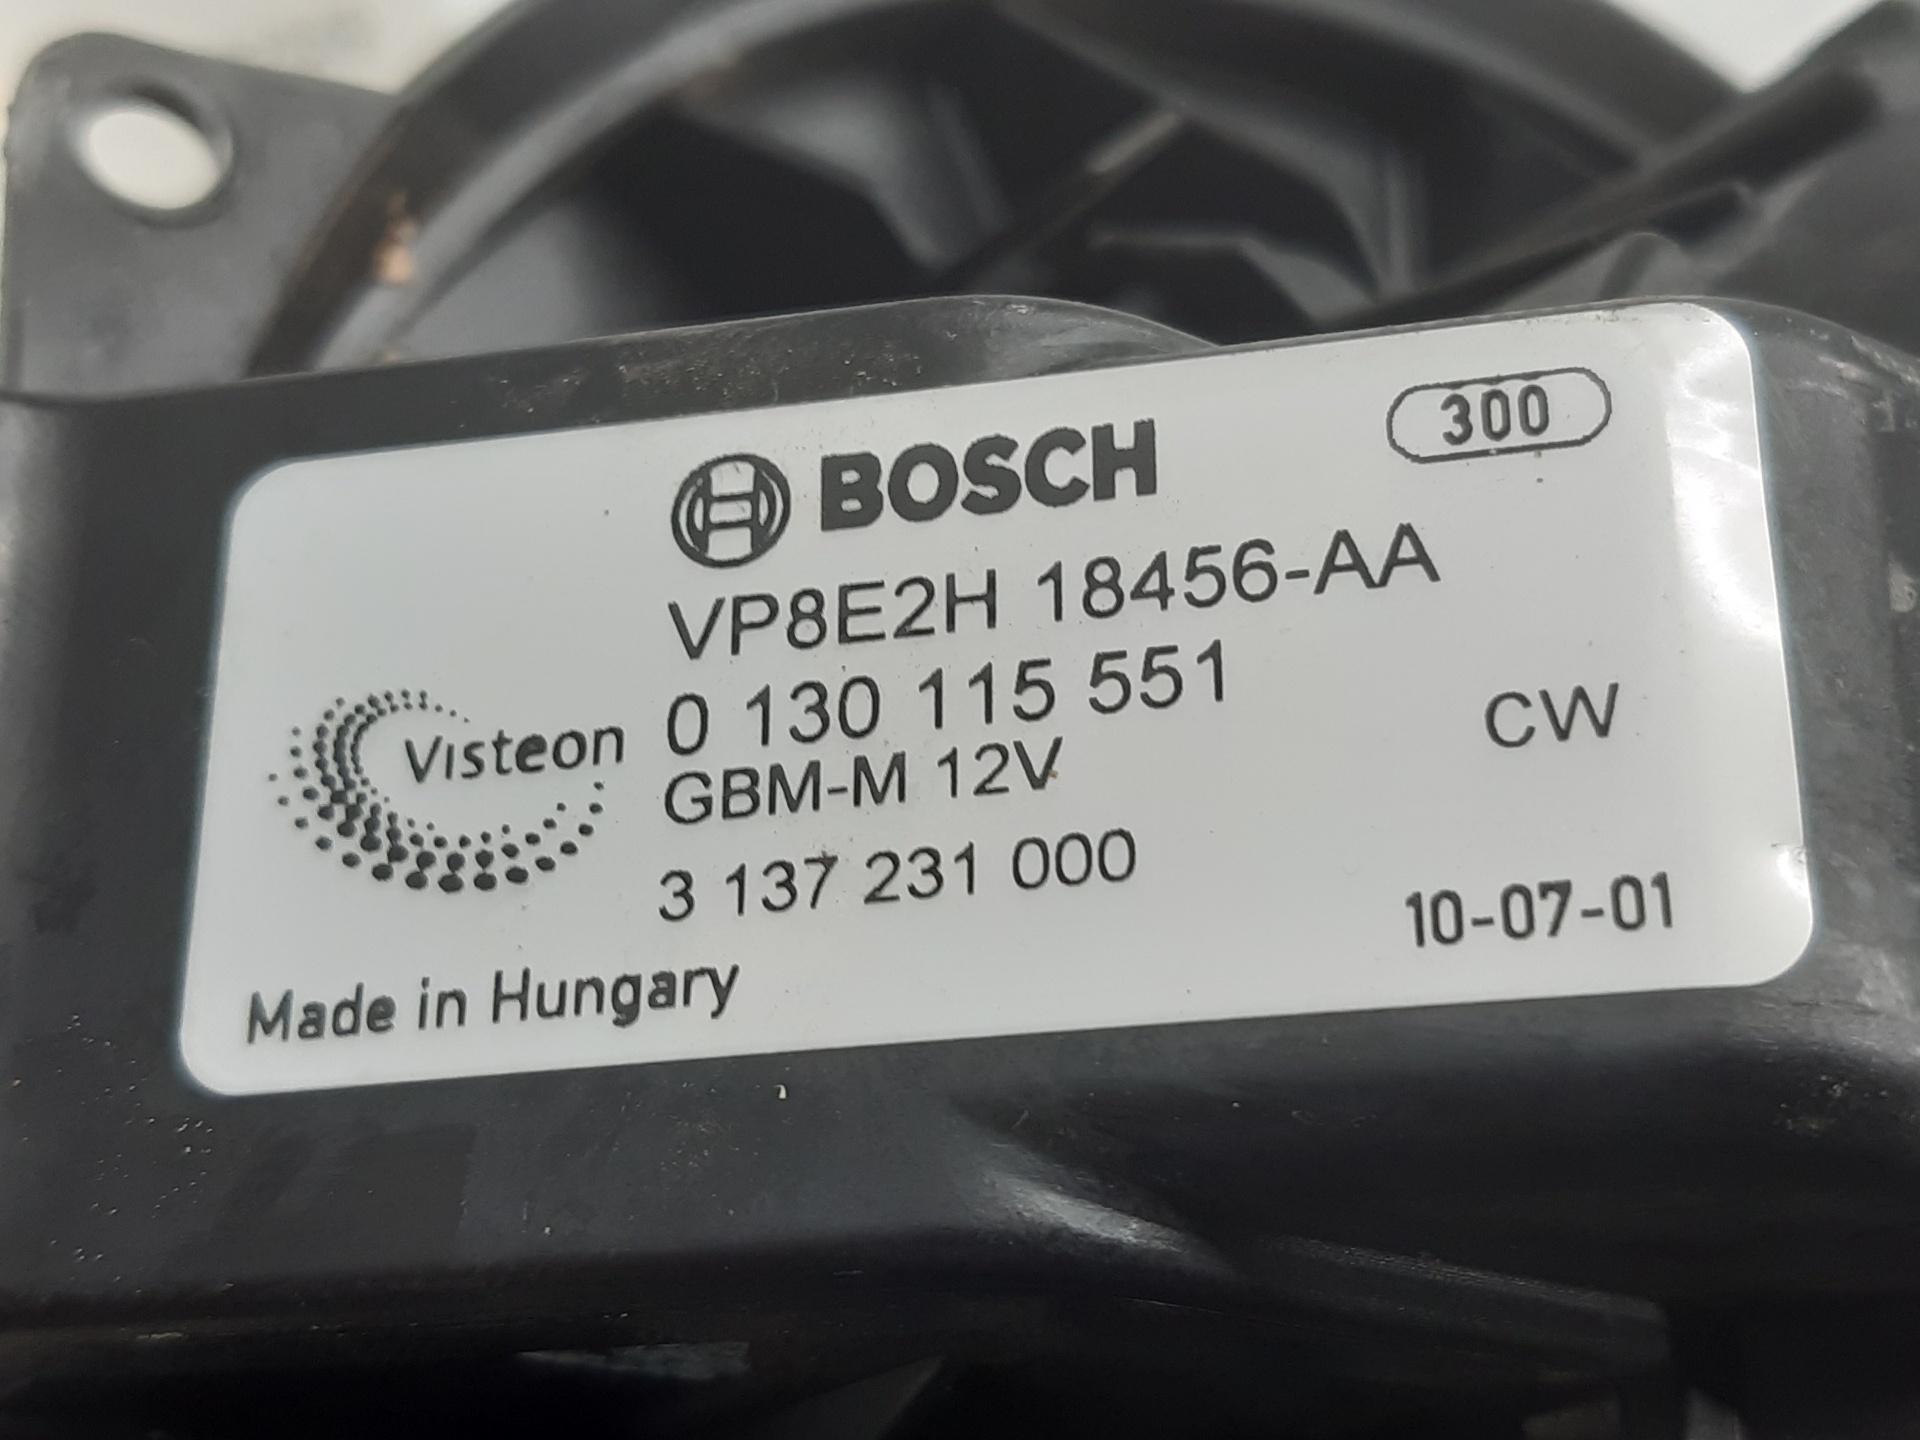 BOSCH
300
VP8E2H 18456-AA
Visteon
0 130 115 551
CW
GBM-M 12V
3 137 231 000
10-07-01
Made in Hungary